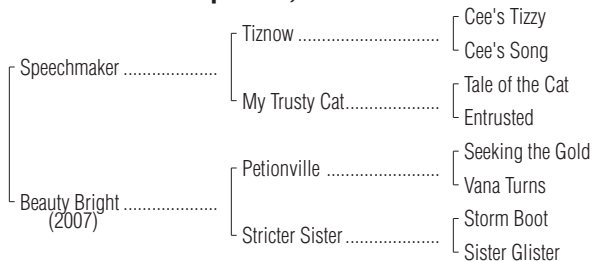 Cee's Tizzy
Tiznow ........................................
Cee's Song
Speechmaker ....................
Tale of the Cat
My Trusty Cat...........................
Entrusted
Seeking the Gold
Petionville ................................
Vana Turns
Beauty Bright ....................
(2007)
Storm Boot
Stricter Sister...........................
Sister Glister